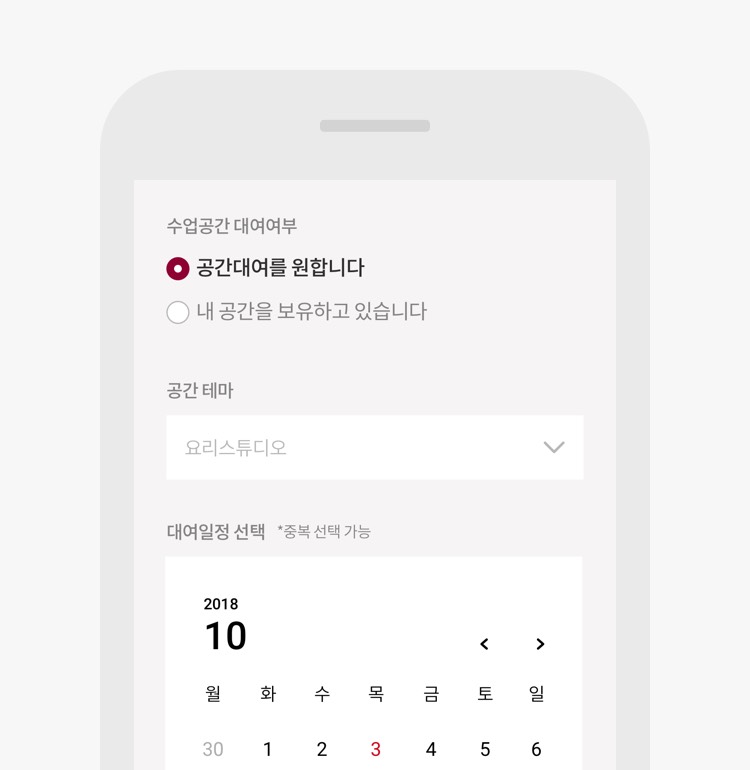 수업공간 대여여부
공간대여를 원합니다
내 공간을 보유하고 있습니다
공간 테마
요리스튜디오
대여일정 선택 *중복 선택 가능
2018
10
< >
월 화 수 목 금 토 일
30 1 2 3 4 5 6